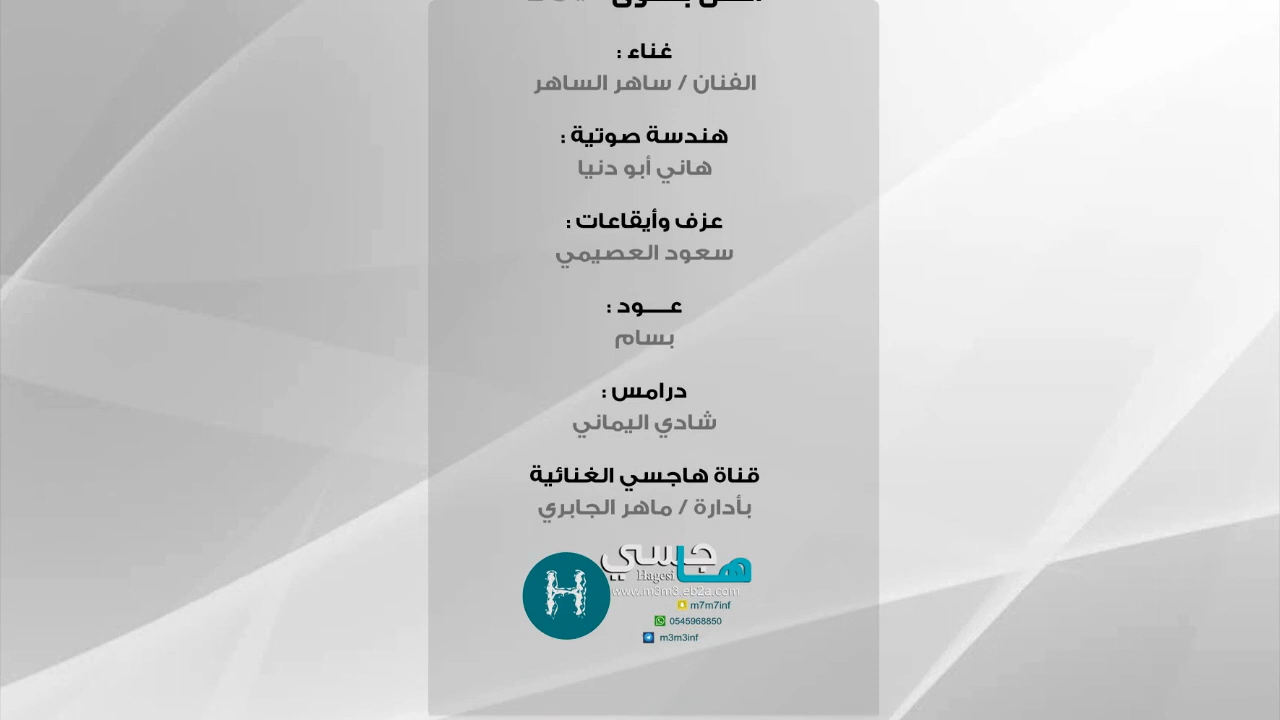 غناء :
الفنان / ساهر الساهر
هندسة صوتية :
هاني أبو دنيا
عزف وأيقاعات :
سعود العصيمي
عــود :
بسام
درامس :
شادي اليماني
قناة هاجسي الغنائية
بأدارة / ماهر الجابري
هاجسي
Hagesi
H
www.m3m3.eb2a.com
m7m7inf
0545968850
m3m3inf